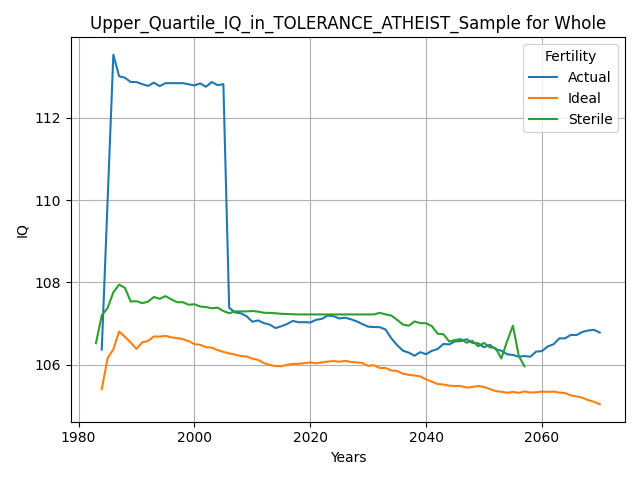 Upper_Quartile_IQ_in_TOLERANCE_ATHEIST_Sample for Whole
Fertility
Actual
Ideal
Sterile
112
110
108
106
IQ
1980
2000
2020
2040
2060
Years